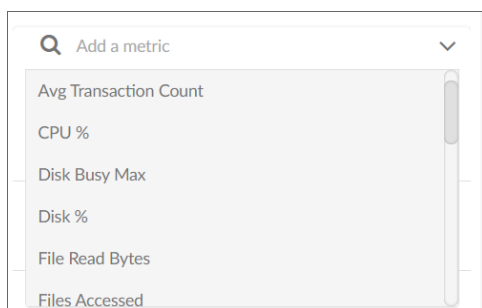 Add a metric
Avg Transaction Count
CPU %
Disk Busy Max
Disk %
File Read Bytes
Files Accessed